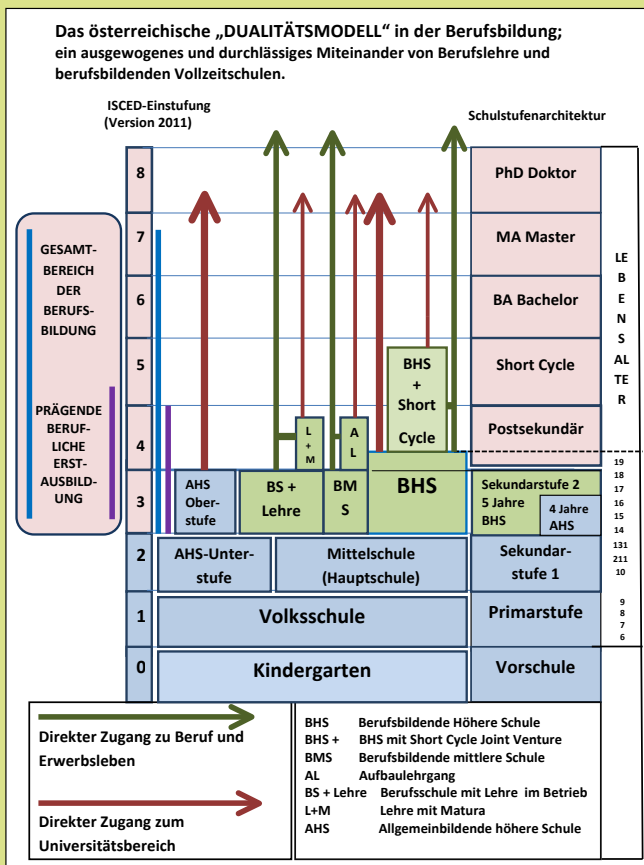 Das österreichische „DUALITÄTSMODELL" in der Berufsbildung;
ein ausgewogenes und durchlässiges Miteinander von Berufslehre und
berufsbildenden Vollzeitschulen.
ISCED-Einstufung
(Version 2011)
Schulstufenarchitektur
8
PhD Doktor
GESAMT-
BEREICH
DER
BERUFS-
BILDUNG
7
MA Master
6
BA Bachelor
LE
B
E
N
S
AL
TE
R
PRÄGENDE
BERUF-
LICHE
ERST-
AUSBILD-
UNG
5
BHS
+
Short
Cycle
Short Cycle
4
L
+
M
A
L
Postsekundär
3
AHS
Ober-
stufe
BS +
Lehre
BM
S
BHS
Sekundarstufe 2
5 Jahre
BHS
4 Jahre
AHS
19
18
17
16
15
14
2
AHS-Unter-
stufe
Mittelschule
(Hauptschule)
Sekundar-
stufe 1
131
211
10
1
Volksschule
Primarstufe
9
8
7
6
0
Kindergarten
Vorschule
Direkter Zugang zu Beruf und
Erwerbsleben
Direkter Zugang zum
Universitätsbereich
BHS Berufsbildende Höhere Schule
BHS + BHS mit Short Cycle Joint Venture
BMS Berufsbildende mittlere Schule
AL Aufbaulehrgang
BS + Lehre Berufsschule mit Lehre im Betrieb
L+M Lehre mit Matura
AHS Allgemeinbildende höhere Schule